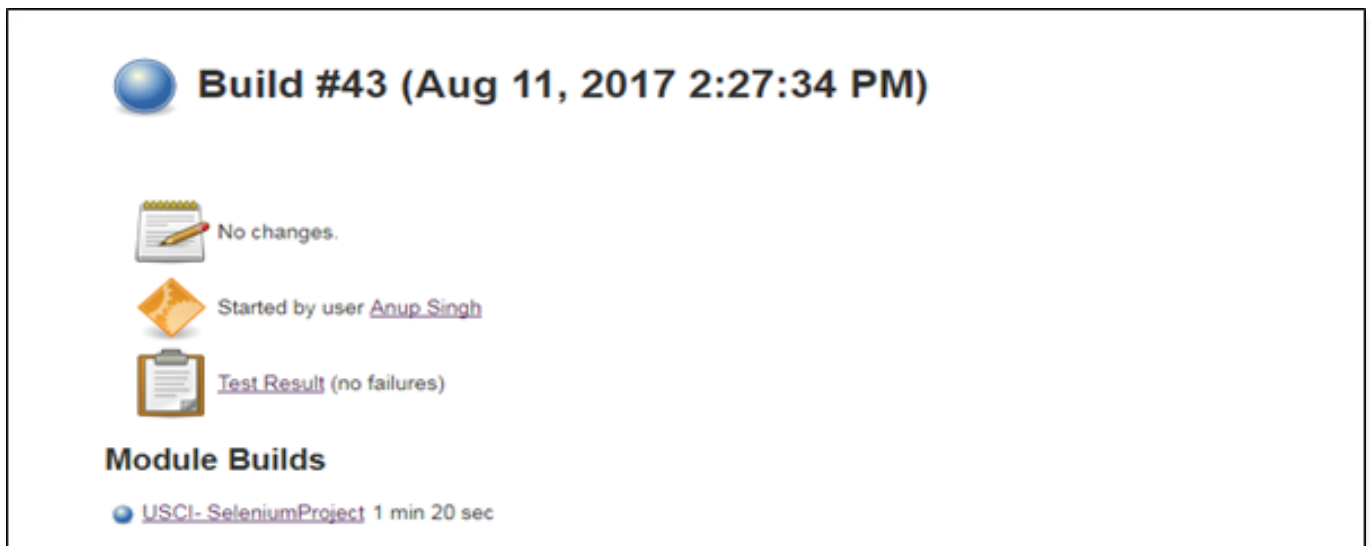 Build #43 (Aug 11, 2017 2:27:34 PM)
No changes.
Started by user Anup Singh
Test Result (no failures)
Module Builds
USCI- SeleniumProject 1 min 20 sec